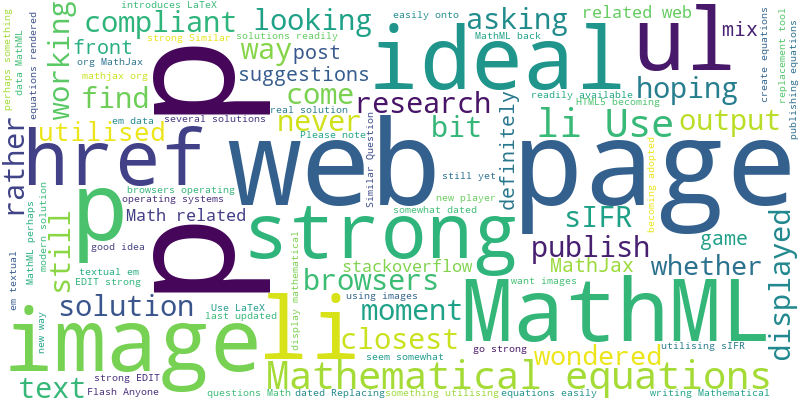 introduces LaTeX
easily onto
related web
perhaps something
data MathML
equations rendered
working
compliant
looking
asking
mix
create equations
replacement tool
publishing equations
strong Similar
solutions readily
MathML back
front
way
post
ideal
ul
org MathJax
mathjax org
suggestions
hoping
d
find
em data
real solution
come
research
readily available
HTML5 becoming
several solutions
never
bit
definitely
li Use
output
utilised
Please note
rather
href
web page
Similar Question
becoming adopted
still yet
browsers operating
new player
operating systems
somewhat dated
p
Math related
strong
sIFR
displayed
still
MathML perhaps
modern solution
good idea
publish
game
d
browsers
stackoverflow
MathJax
whether
em textual
textual em
EDIT strong
using images
want images
solution
Use LaTeX
last updated
moment
MathML
image
li
display mathematical
closest
new way
seem somewhat
go strong
wondered
utilising sIFR
text
strong EDIT
Flash Anyone
Mathematical equations
questions Math
dated Replacing
something utilising
equations easily
writing Mathematical